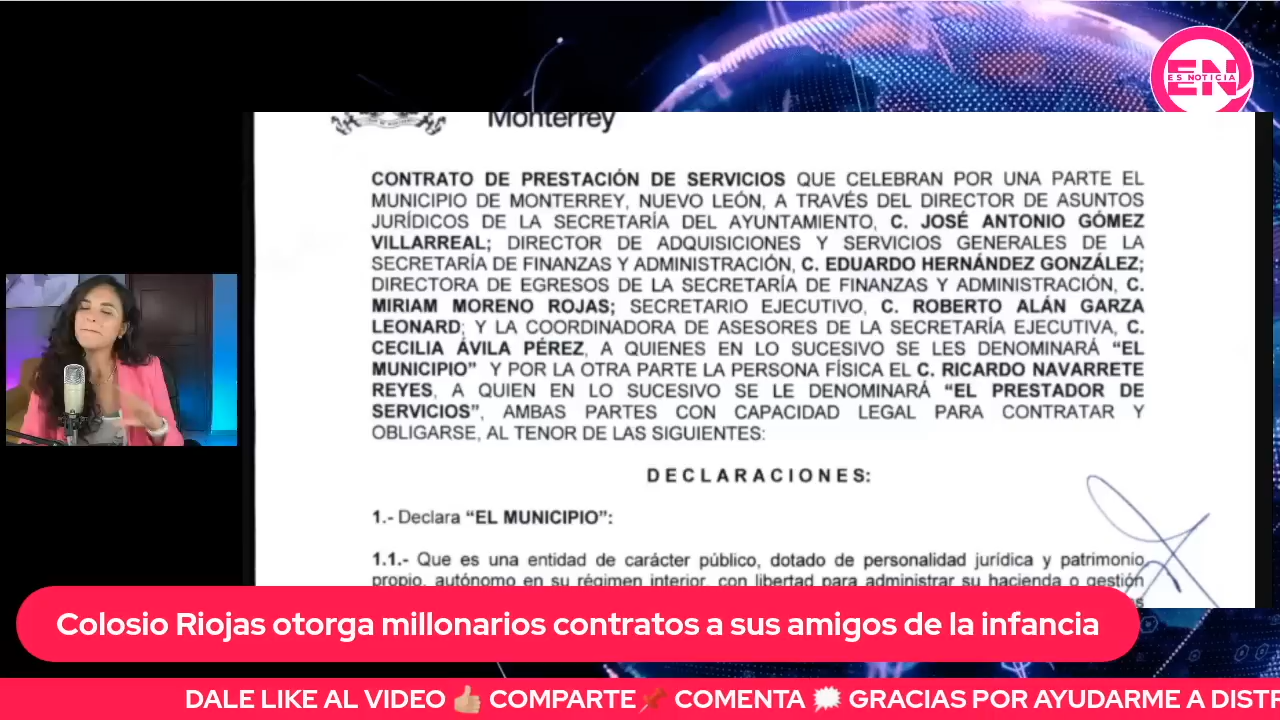 EN
ES NOTICIA
Monterrey
CONTRATO DE PRESTACIÓN DE SERVICIOS QUE CELEBRAN POR UNA PARTE EL
MUNICIPIO DE MONTERREY, NUEVO LEÓN, A TRAVÉS DEL DIRECTOR DE ASUNTOS
JURÍDICOS DE LA SECRETARÍA DEL AYUNTAMIENTO, C. JOSÉ ANTONIO GÓMEZ
VILLARREAL; DIRECTOR DE ADQUISICIONES Y SERVICIOS GENERALES DE LA
SECRETARÍA DE FINANZAS Y ADMINISTRACIÓN, C. EDUARDO HERNÁNDEZ GONZÁLEZ;
DIRECTORA DE EGRESOS DE LA SECRETARÍA DE FINANZAS Y ADMINISTRACIÓN, C.
MIRIAM MORENO ROJAS; SECRETARIO EJECUTIVO, C. ROBERTO ALÁN GARZA
LEONARD; Y LA COORDINADORA DE ASESORES DE LA SECRETARÍA EJECUTIVA, C.
CECILIA ÁVILA PÉREZ, A QUIENES EN LO SUCESIVO SE LES DENOMINARÁ “EL
MUNICIPIO” Y POR LA OTRA PARTE LA PERSONA FÍSICA EL C. RICARDO NAVARRETE
REYES, A QUIEN EN LO SUCESIVO SE LE DENOMINARÁ “EL PRESTADOR DE
SERVICIOS”, AMBAS PARTES CON CAPACIDAD LEGAL PARA CONTRATAR Y
OBLIGARSE, AL TENOR DE LAS SIGUIENTES:
DECLARACIONES:
1.- Declara “EL MUNICIPIO”:
1.1.- Que es una entidad de carácter público, dotado de personalidad jurídica y patrimonio
propio, autónomo en su régimen interior, con libertad para administrar su hacienda o gestión
Colosio Riojas otorga millonarios contratos a sus amigos de la infancia
DALE LIKE AL VIDEO 👍🏼 COMPARTE 📌 COMENTA 🗯 GRACIAS POR AYUDARME A DISTR